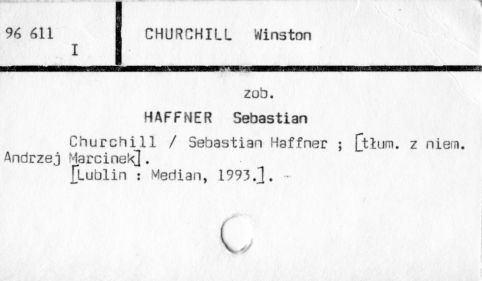 96 611
I
CHURCHILL Winston
zob.
HAFFNER Sebastian
Churchill / Sebastian Haffner ; [tłum. z niem.
Andrzej Marcinek].
[Lublin : Median, 1993.].